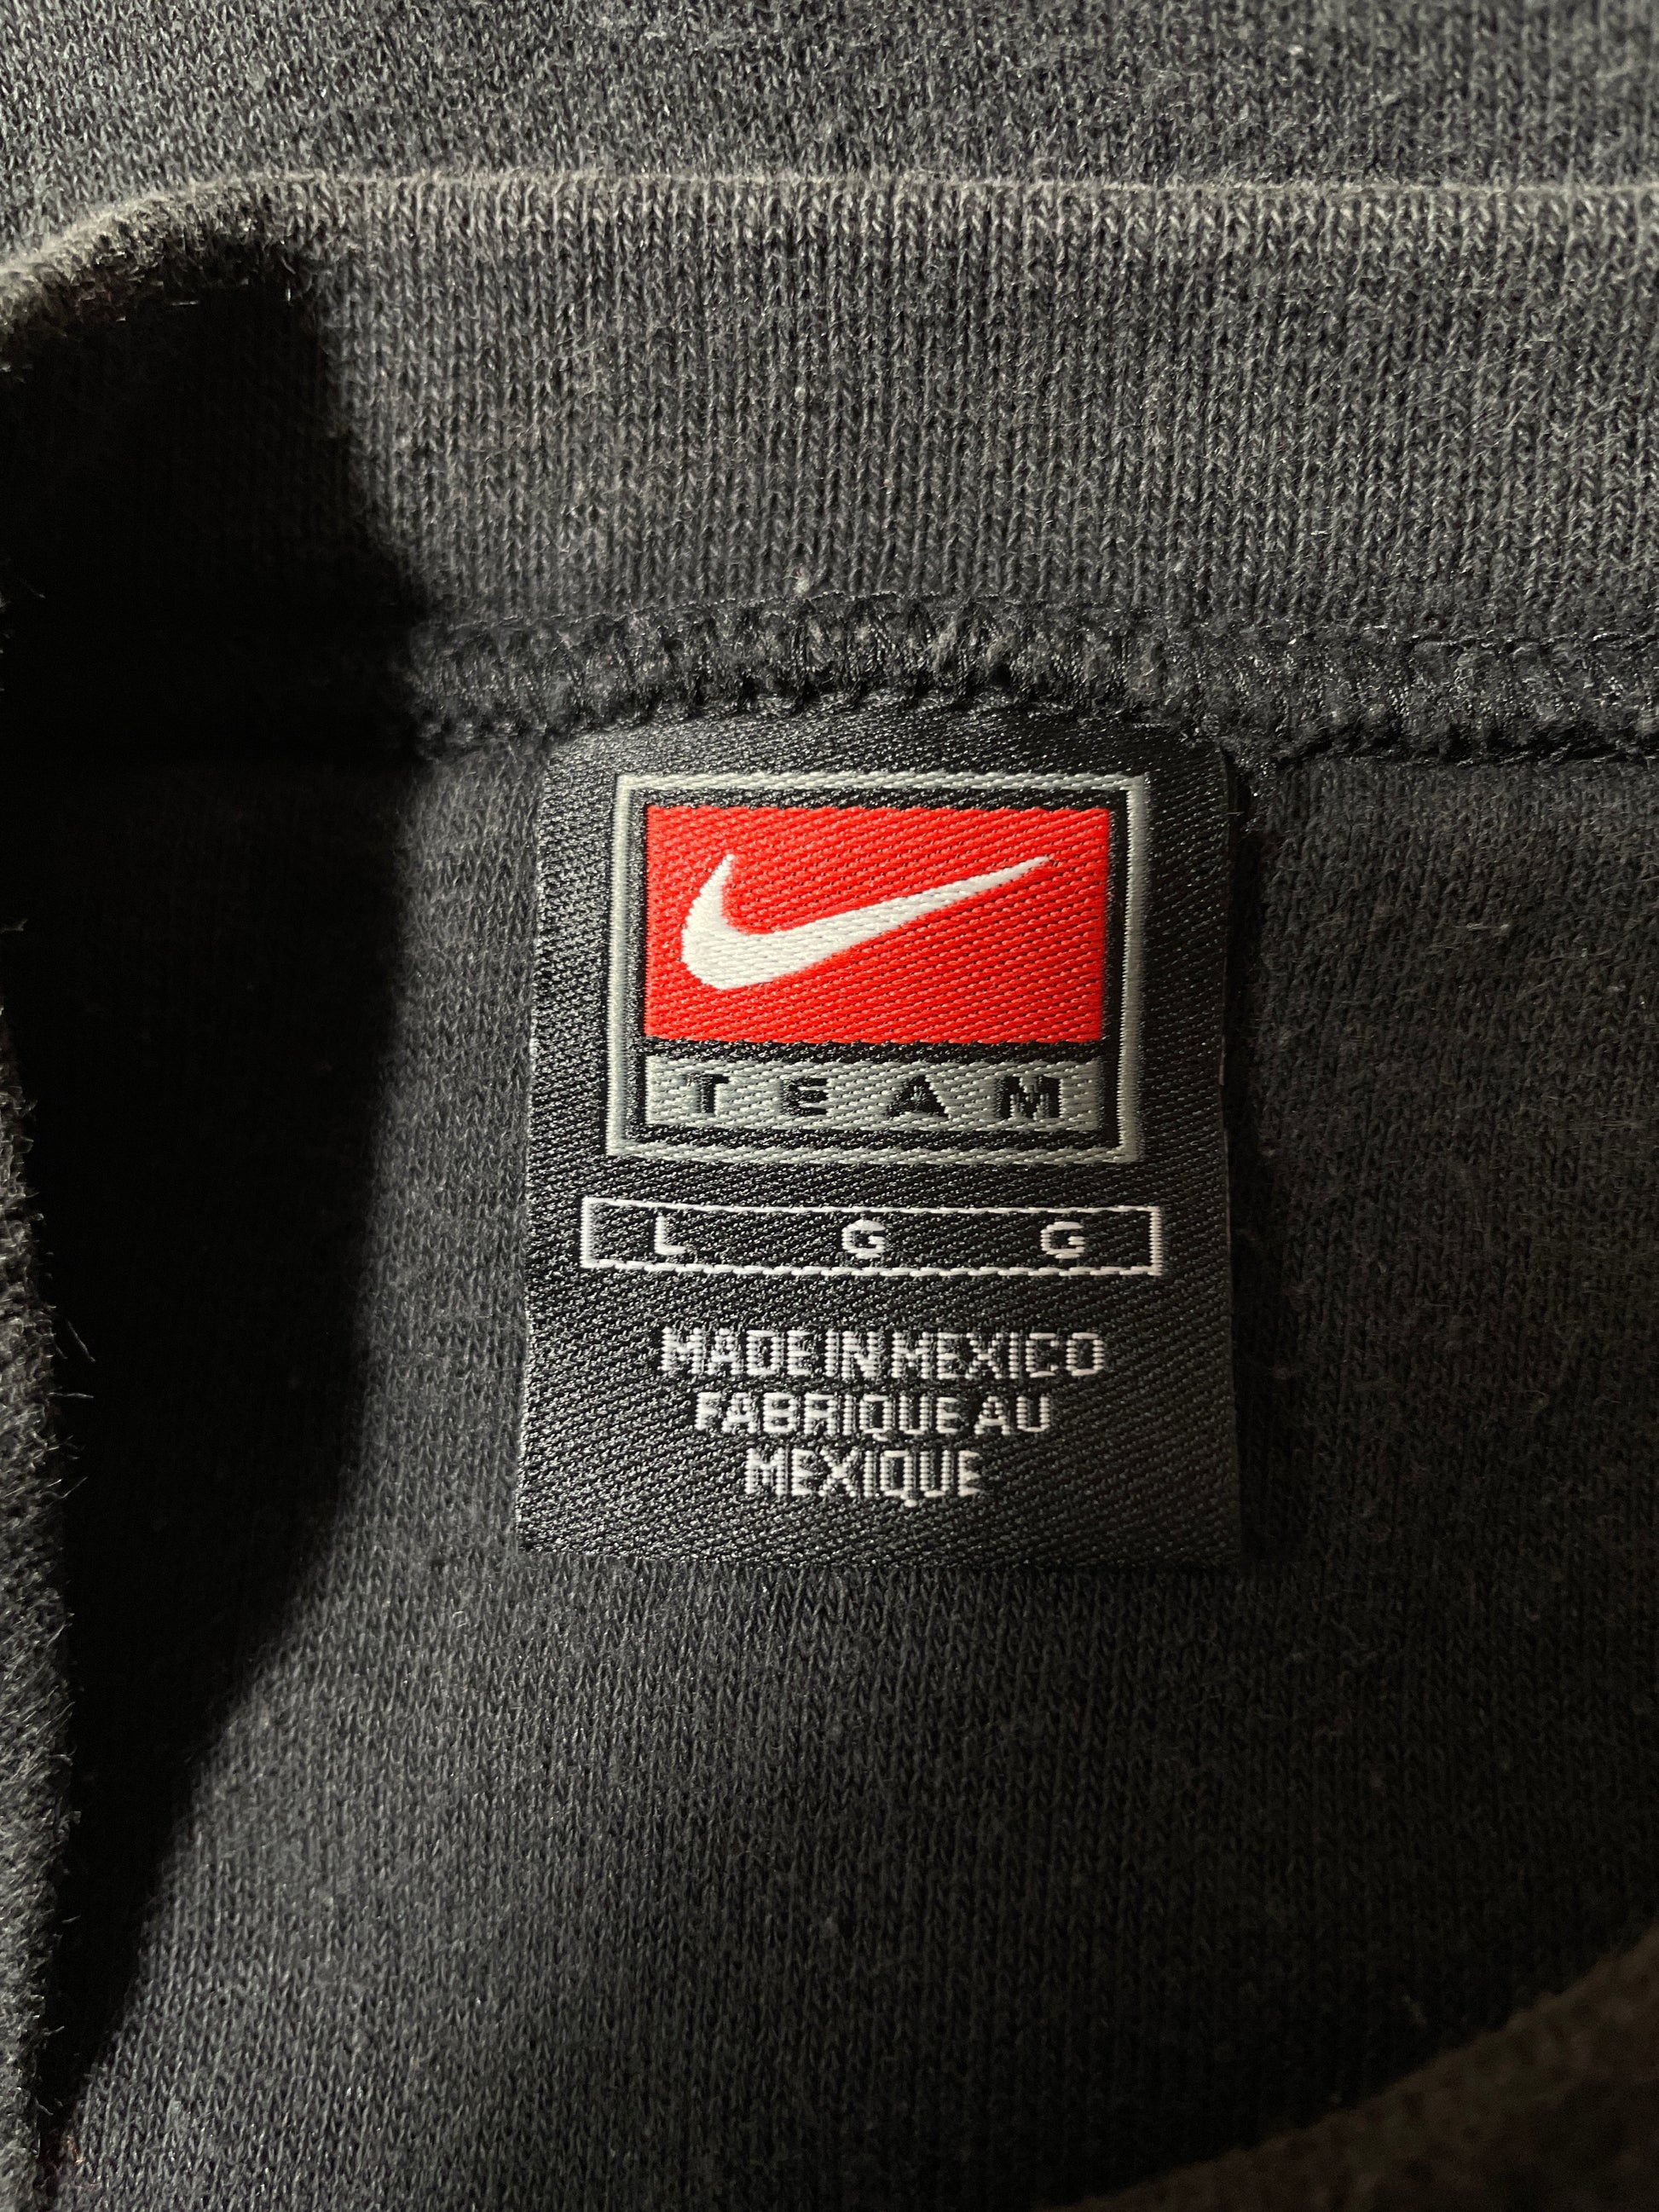 TEAM
L G G
MADE IN MEXICO
FABRIQUE AU
MEXIQUE